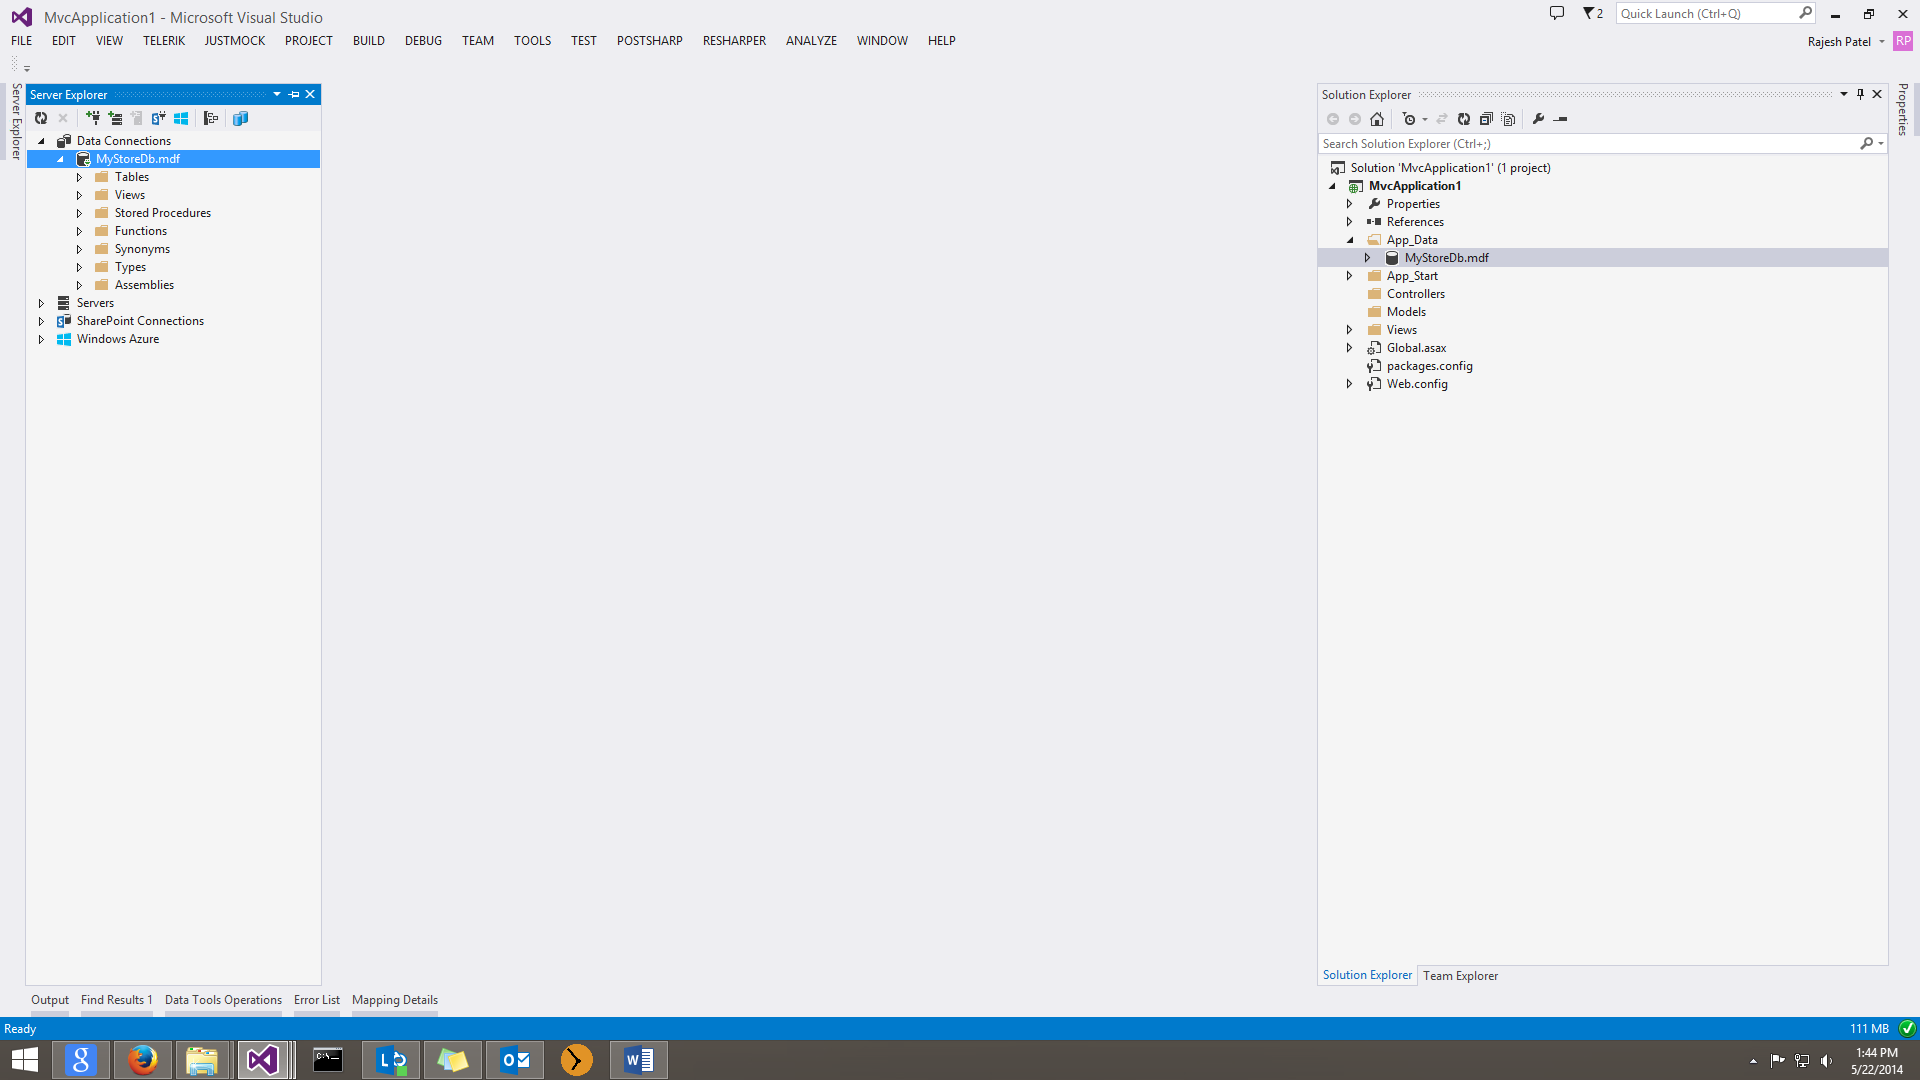 MvcApplication1 - Microsoft Visual Studio
2
Quick Launch (Ctrl+Q)
FILE EDIT VIEW TELERIK JUSTMOCK PROJECT BUILD DEBUG TEAM TOOLS TEST POSTSHARP RESHARPER ANALYZE WINDOW HELP
Rajesh Patel RP
Server Explorer
Server Explorer
Data Connections
MyStoreDb.mdf
Tables
Views
Stored Procedures
Functions
Synonyms
Types
Assemblies
Servers
SharePoint Connections
Windows Azure
Solution Explorer
Search Solution Explorer (Ctrl+;)
Solution 'MvcApplication1' (1 project)
MvcApplication1
Properties
References
App_Data
MyStoreDb.mdf
App_Start
Controllers
Models
Views
Global.asax
packages.config
Web.config
Solution Explorer Team Explorer
Properties
Output Find Results 1 Data Tools Operations Error List Mapping Details
Ready
111 MB
1:44 PM
5/22/2014